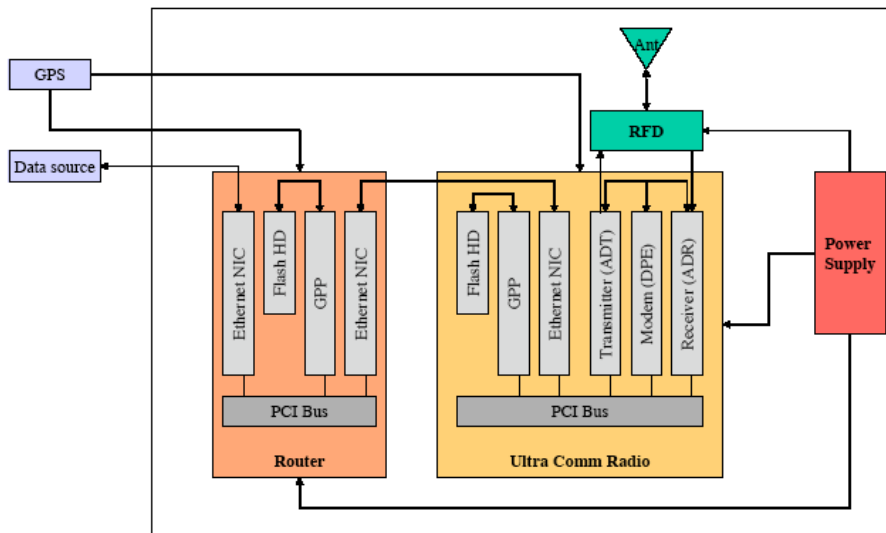 Ant
GPS
RFD
Data source
Ethernet NIC
Flash HD
GPP
Ethernet NIC
Flash HD
GPP
Ethernet NIC
Transmitter (ADT)
Modem (DPE)
Receiver (ADR)
Power
Supply
PCI Bus
PCI Bus
Router
Ultra Comm Radio